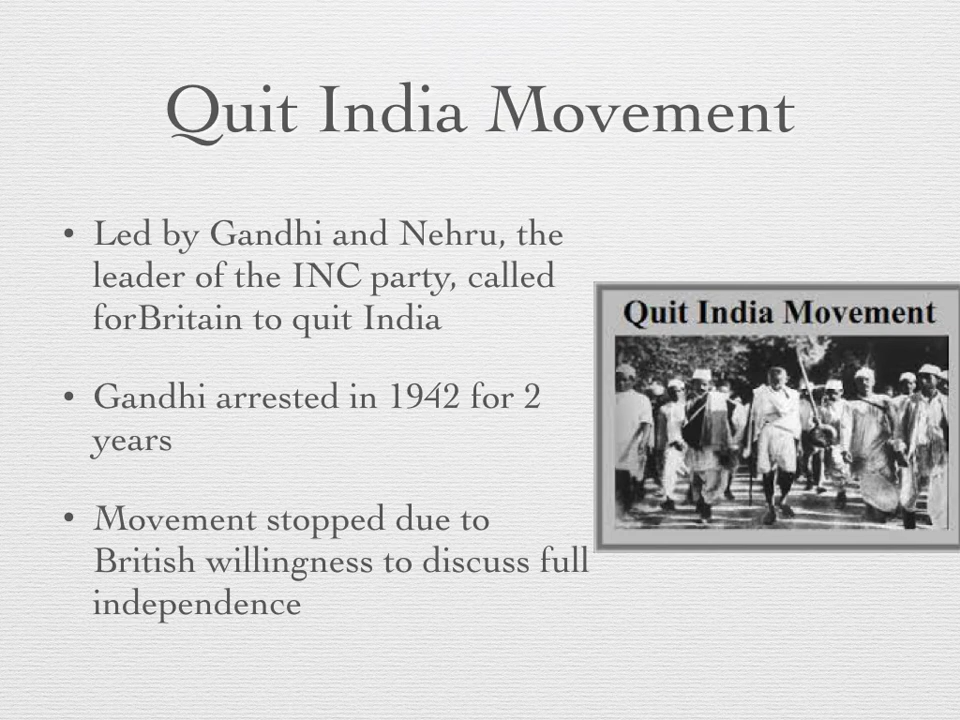 Quit India Movement
• Led by Gandhi and Nehru, the
leader of the INC party, called
forBritain to quit India
• Gandhi arrested in 1942 for 2
years
• Movement stopped due to
British willingness to discuss full
independence
Quit India Movement